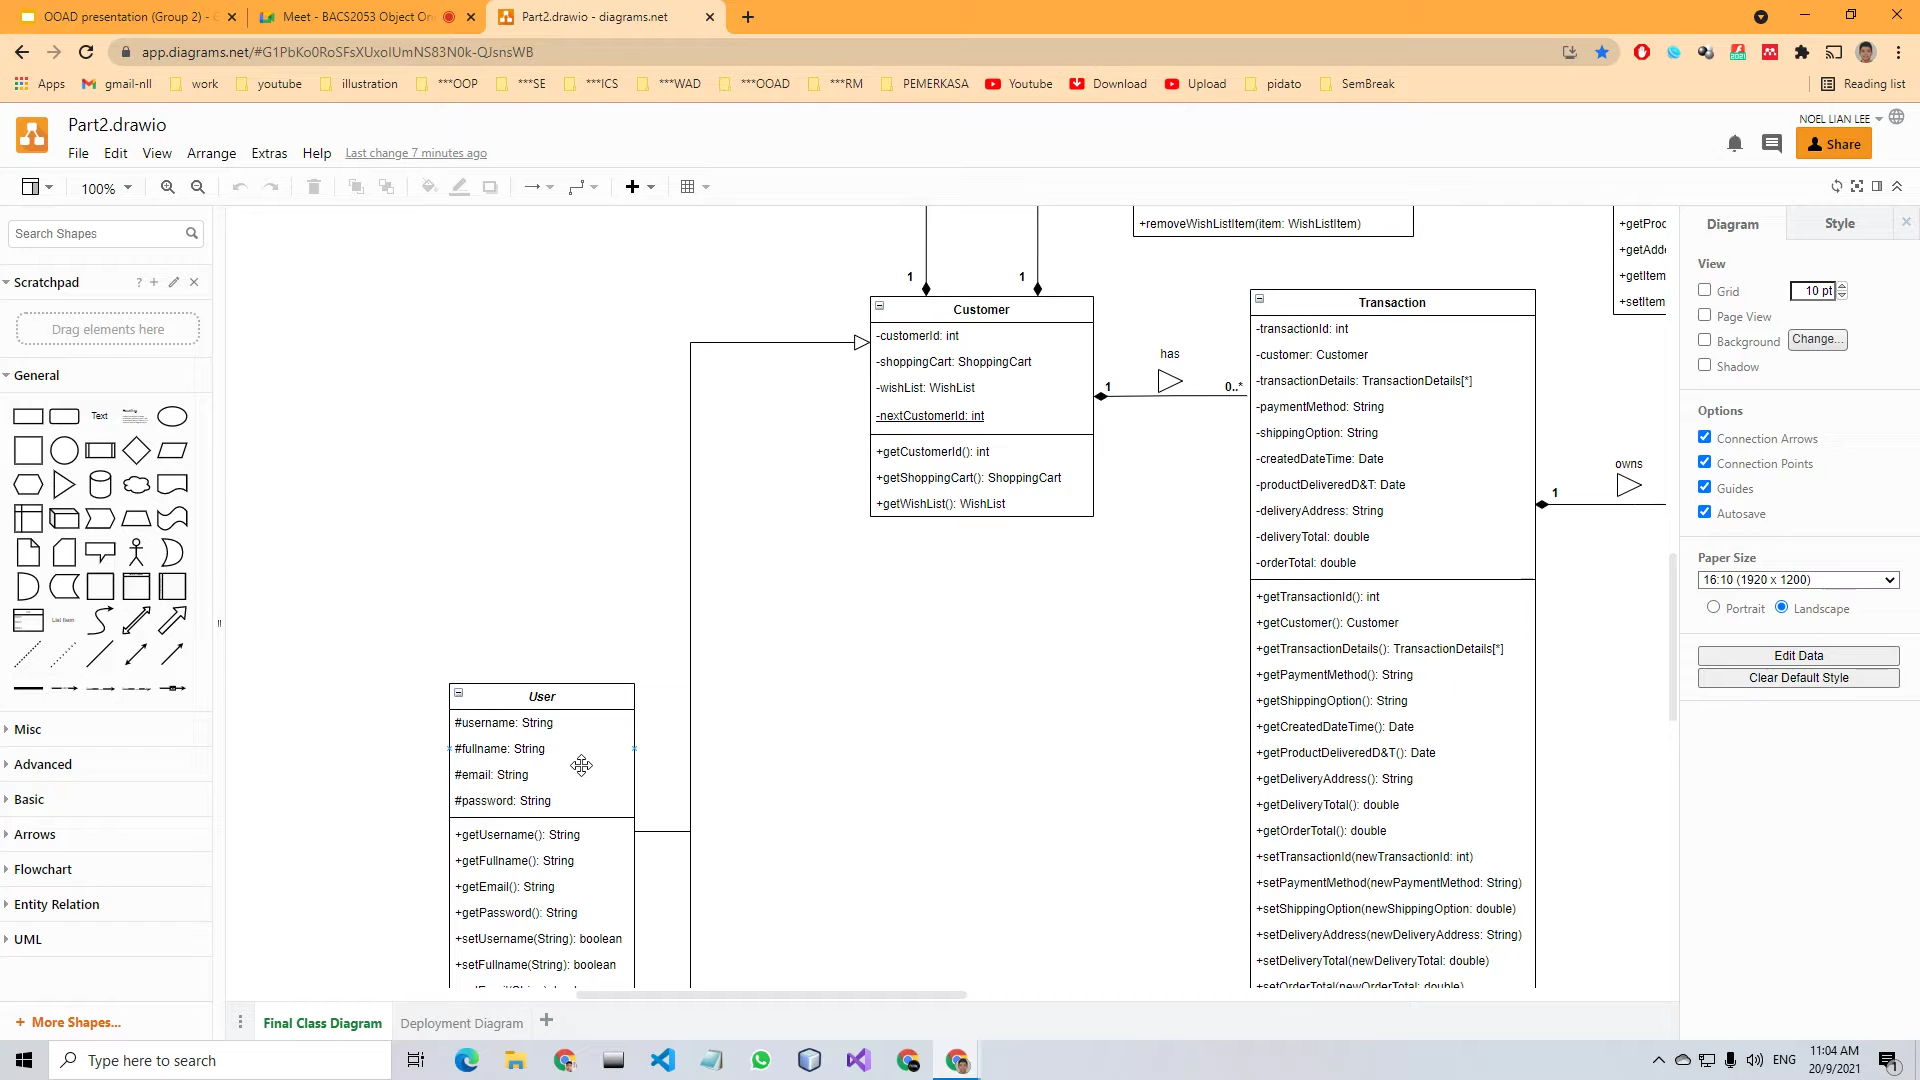 OOAD presentation (Group 2) -
Meet - BACS2053 Object On
Part2.drawio - diagrams.net
app.diagrams.net/#G1PbKo0RoSFsXUxoIUmNS83N0k-QJsnsWB
Apps
gmail-nll
work
youtube
illustration
***OOP
***SE
***ICS
***WAD
***OOAD
***RM
PEMERKASA
Youtube
Download
Upload
pidato
SemBreak
Reading list
Part2.drawio
NOEL LIAN LEE
File Edit View Arrange Extras Help Last change 7 minutes ago
Share
100%
Search Shapes
Scratchpad
Drag elements here
General
Text
Heading
List Item
Misc
Advanced
Basic
Arrows
Flowchart
Entity Relation
UML
+ More Shapes...
+removeWishListItem(item: WishListItem)
+getProc
+getAdde
+getItem
+setItem
1
1
Customer
-customerId: int
-shoppingCart: ShoppingCart
-wishList: WishList
-nextCustomerId: int
+getCustomerId(): int
+getShoppingCart(): ShoppingCart
+getWishList(): WishList
has
1
0..*
Transaction
-transactionId: int
-customer: Customer
-transactionDetails: TransactionDetails[*]
-paymentMethod: String
-shippingOption: String
-createdDateTime: Date
-productDeliveredD&T: Date
-deliveryAddress: String
-deliveryTotal: double
-orderTotal: double
+getTransactionId(): int
+getCustomer(): Customer
+getTransactionDetails(): TransactionDetails[*]
+getPaymentMethod(): String
+getShippingOption(): String
+getCreatedDateTime(): Date
+getProductDeliveredD&T(): Date
+getDeliveryAddress(): String
+getDeliveryTotal(): double
+getOrderTotal(): double
+setTransactionId(newTransactionId: int)
+setPaymentMethod(newPaymentMethod: String)
+setShippingOption(newShippingOption: double)
+setDeliveryAddress(newDeliveryAddress: String)
+setDeliveryTotal(newDeliveryTotal: double)
+setOrderTotal(newOrderTotal: double)
owns
1
User
#username: String
#fullname: String
#email: String
#password: String
+getUsername(): String
+getFullname(): String
+getEmail(): String
+getPassword(): String
+setUsername(String): boolean
+setFullname(String): boolean
Diagram
Style
View
Grid
10 pt
Page View
Background
Change...
Shadow
Options
Connection Arrows
Connection Points
Guides
Autosave
Paper Size
16:10 (1920 x 1200)
Portrait
Landscape
Edit Data
Clear Default Style
Final Class Diagram
Deployment Diagram
Type here to search
ENG
11:04 AM
20/9/2021
1